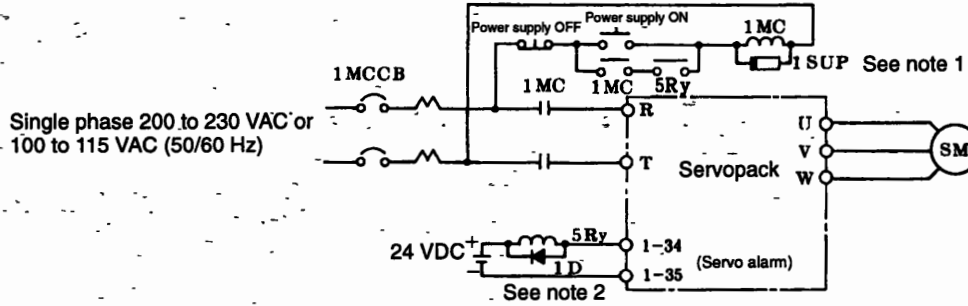 Power supply OFF
Power supply ON
1MC
1SUP
See note 1
1MCCB
1MC
1MC
5Ry
R
Single phase 200 to 230 VAC or
100 to 115 VAC (50/60 Hz)
T
Servopack
U
V
W
SM
24 VDC
+
−
5Ry
1D
1-34
(Servo alarm)
1-35
See note 2